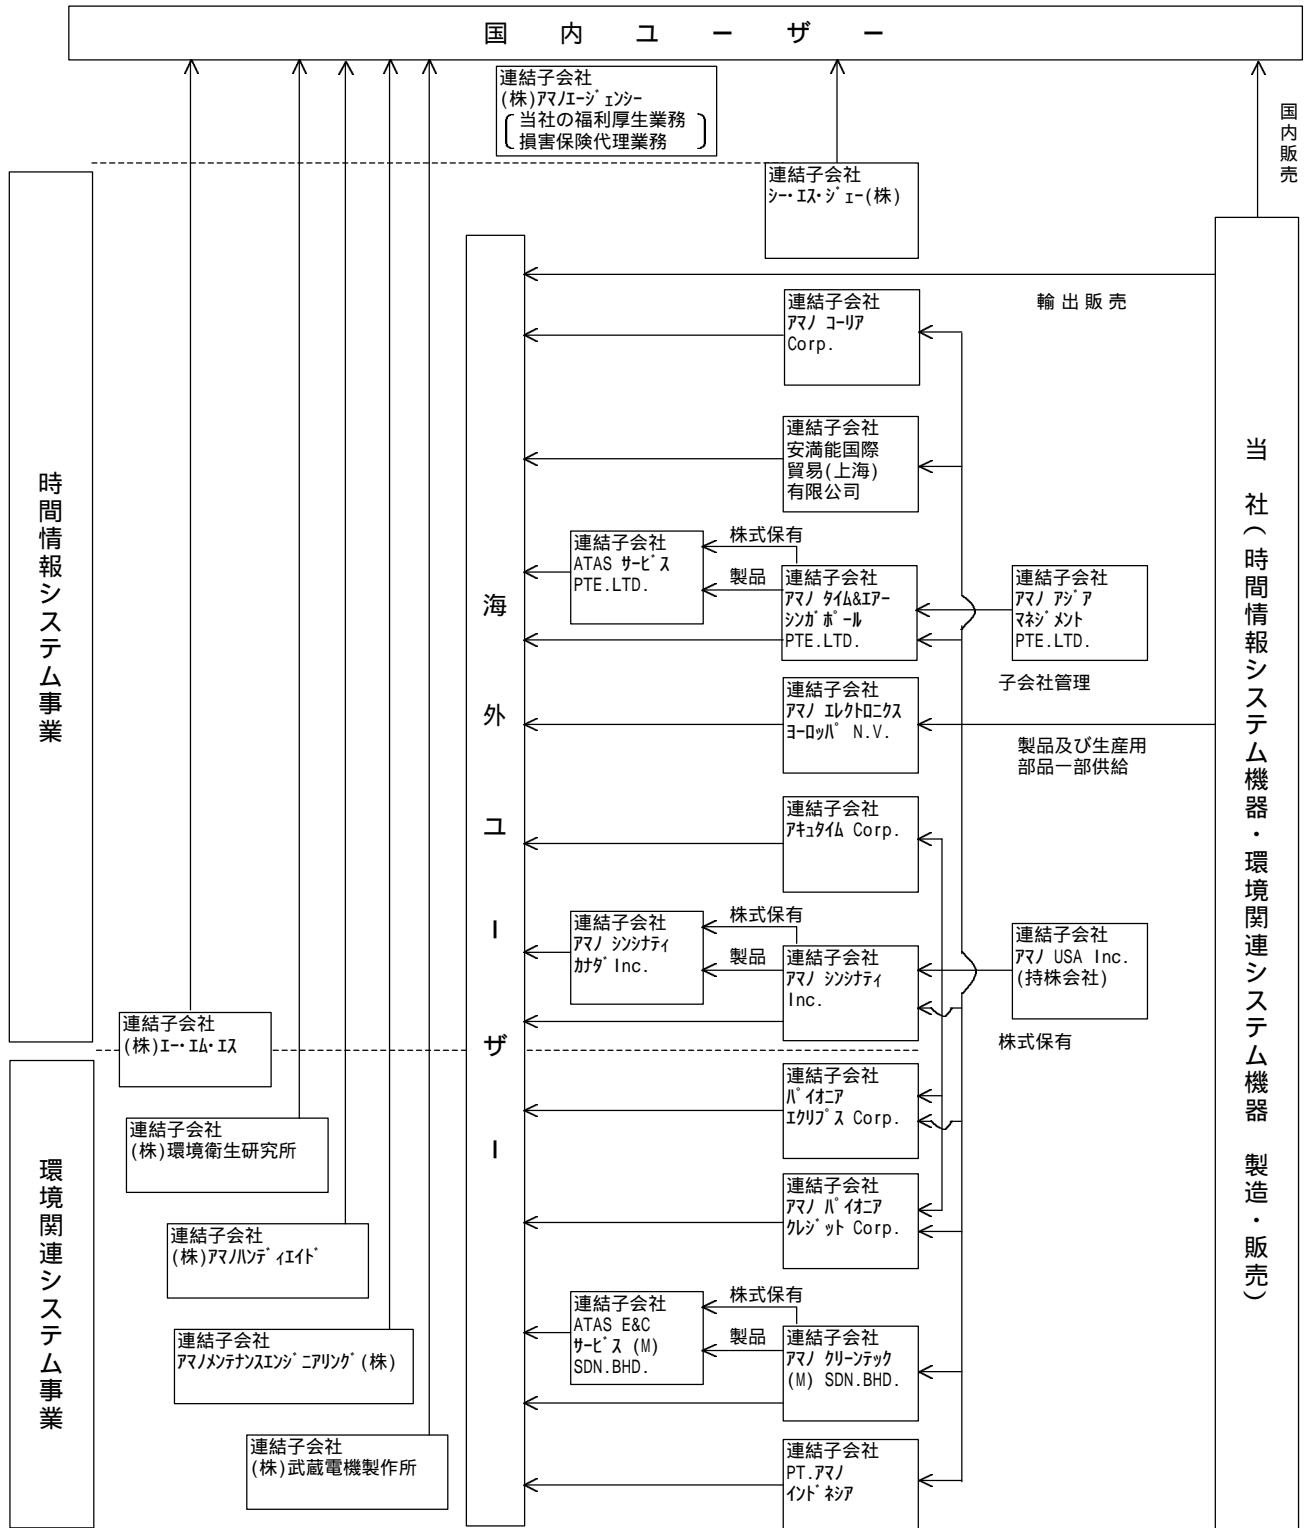 国内ユーザー
連結子会社
(株)アマノエージェンシー
当社の福利厚生業務
損害保険代理業務
国内販売
連結子会社
シー・エス・ジェー(株)
時間情報システム事業
海外ユーザー
当社(時間情報システム機器・環境関連システム機器 製造・販売)
輸出販売
連結子会社
アマノ コーリア
Corp.
連結子会社
安満能国際
貿易(上海)
有限公司
連結子会社
ATAS サービス
PTE.LTD.
株式保有
製品
連結子会社
アマノ タイム&エアー
シンガポール
PTE.LTD.
連結子会社
アマノ アジア
マネジメント
PTE.LTD.
子会社管理
連結子会社
アマノ エレクトロニクス
ヨーロッパ N.V.
製品及び生産用
部品一部供給
連結子会社
アキュタイム Corp.
連結子会社
アマノ シンシナティ
カナダ Inc.
株式保有
製品
連結子会社
アマノ シンシナティ
Inc.
連結子会社
アマノ USA Inc.
(持株会社)
株式保有
連結子会社
(株)エー・エム・エス
環境関連システム事業
連結子会社
パイオニア
エクリプス Corp.
連結子会社
(株)環境衛生研究所
連結子会社
アマノ パイオニア
クレジット Corp.
連結子会社
(株)アマノハンディエイド
連結子会社
ATAS E&C
サービス (M)
SDN.BHD.
株式保有
製品
連結子会社
アマノ クリーンテック
(M) SDN.BHD.
連結子会社
アマノメンテナンスエンジニアリング(株)
連結子会社
(株)武蔵電機製作所
連結子会社
PT.アマノ
インドネシア